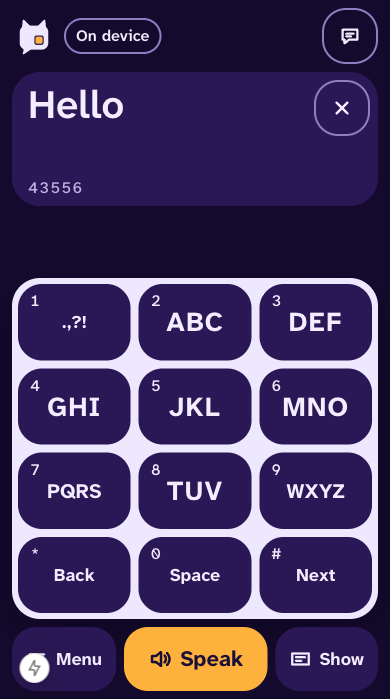 On device
Hello
43556
1 .,?!
2 ABC
3 DEF
4 GHI
5 JKL
6 MNO
7 PQRS
8 TUV
9 WXYZ
* Back
0 Space
# Next
Menu
Speak
Show